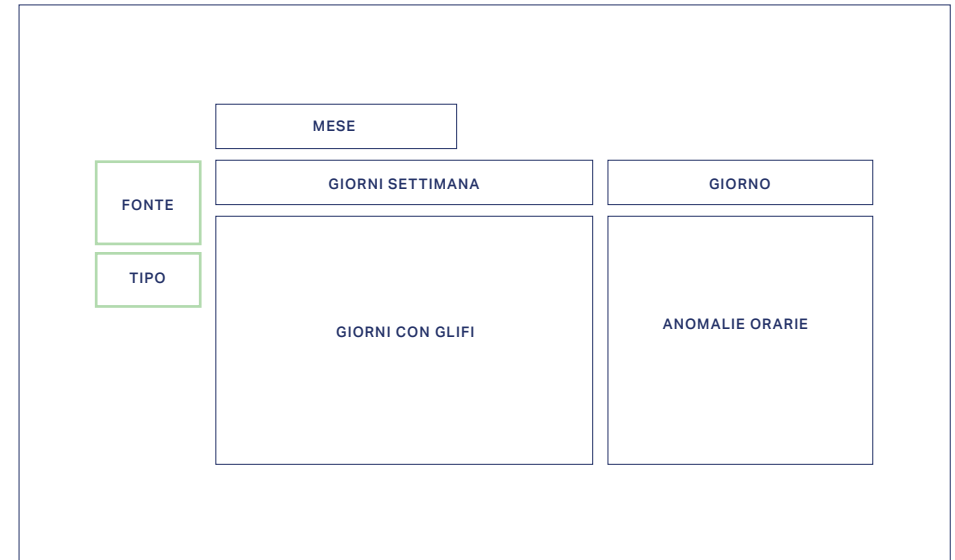 MESE
FONTE
TIPO
GIORNI SETTIMANA
GIORNO
GIORNI CON GLIFI
ANOMALIE ORARIE